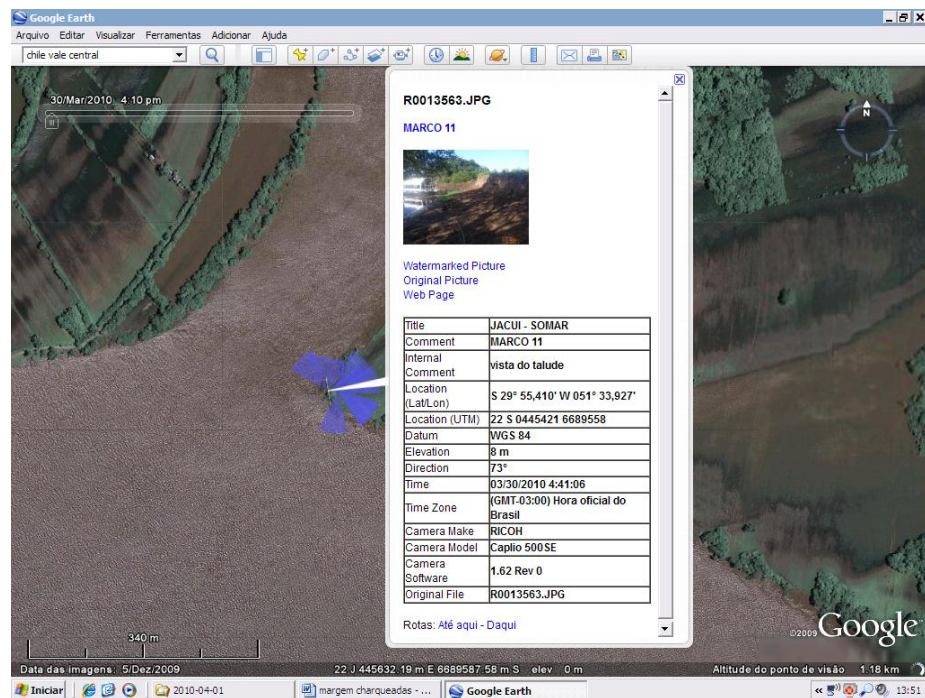 Google Earth
Arquivo Editar Visualizar Ferramentas Adicionar Ajuda
chile vale central
30/Mar/2010 4:10 pm
N
R0013563.JPG
MARCO 11
Watermarked Picture
Original Picture
Web Page
Title JACUI - SOMAR
Comment MARCO 11
Internal Comment vista do talude
Location (Lat/Lon) S 29° 55,410' W 051° 33,927'
Location (UTM) 22 S 0445421 6689558
Datum WGS 84
Elevation 8 m
Direction 73°
Time 03/30/2010 4:41:06
Time Zone (GMT-03:00) Hora oficial do Brasil
Camera Make RICOH
Camera Model Caplio 500SE
Camera Software 1.62 Rev 0
Original File R0013563.JPG
Rotas: Até aqui - Daqui
340 m
©2009 Google
Data das imagens: 5/Dez/2009 22 J 445632.19 m E 6689587.58 m S elev 0 m Altitude do ponto de visão 1.18 km
Iniciar 2010-04-01 margem charqueadas - ... Google Earth 13:51